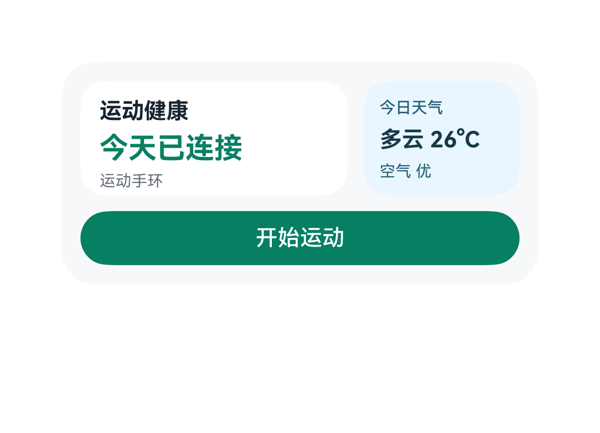 运动健康
今天已连接
运动手环
今日天气
多云 26°C
空气 优
开始运动